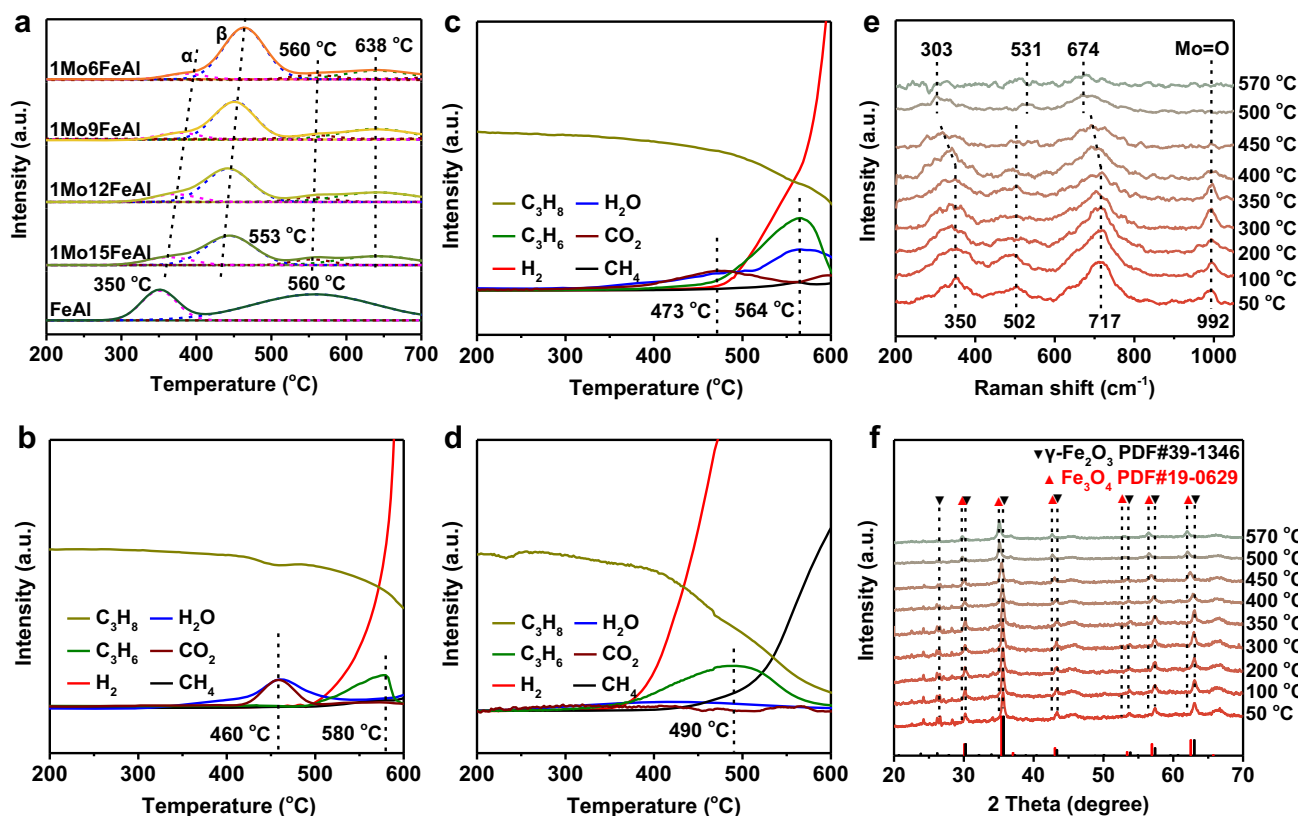 a
α
β
560 °C
638 °C
1Mo6FeAl
1Mo9FeAl
1Mo12FeAl
1Mo15FeAl
553 °C
350 °C
560 °C
FeAl
Intensity (a.u.)
200 300 400 500 600 700
Temperature (°C)
c
Intensity (a.u.)
C₃H₈ H₂O
C₃H₆ CO₂
H₂ CH₄
473 °C 564 °C
200 300 400 500 600
Temperature (°C)
e
303 531 674 Mo=O
570 °C
500 °C
450 °C
400 °C
350 °C
300 °C
200 °C
100 °C
50 °C
350 502 717 992
Intensity (a.u.)
200 400 600 800 1000
Raman shift (cm⁻¹)
b
Intensity (a.u.)
C₃H₈ H₂O
C₃H₆ CO₂
H₂ CH₄
460 °C 580 °C
200 300 400 500 600
Temperature (°C)
d
Intensity (a.u.)
C₃H₈ H₂O
C₃H₆ CO₂
H₂ CH₄
490 °C
200 300 400 500 600
Temperature (°C)
f
▼γ-Fe₂O₃ PDF#39-1346
▲ Fe₃O₄ PDF#19-0629
570 °C
500 °C
450 °C
400 °C
350 °C
300 °C
200 °C
100 °C
50 °C
Intensity (a.u.)
20 30 40 50 60 70
2 Theta (degree)